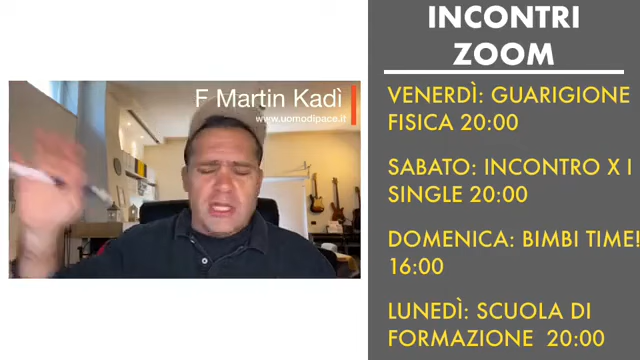 F Martin Kadì
www.uomodipace.it
INCONTRI
ZOOM
VENERDÌ: GUARIGIONE
FISICA 20:00
SABATO: INCONTRO X I
SINGLE 20:00
DOMENICA: BIMBI TIME!
16:00
LUNEDÌ: SCUOLA DI
FORMAZIONE 20:00